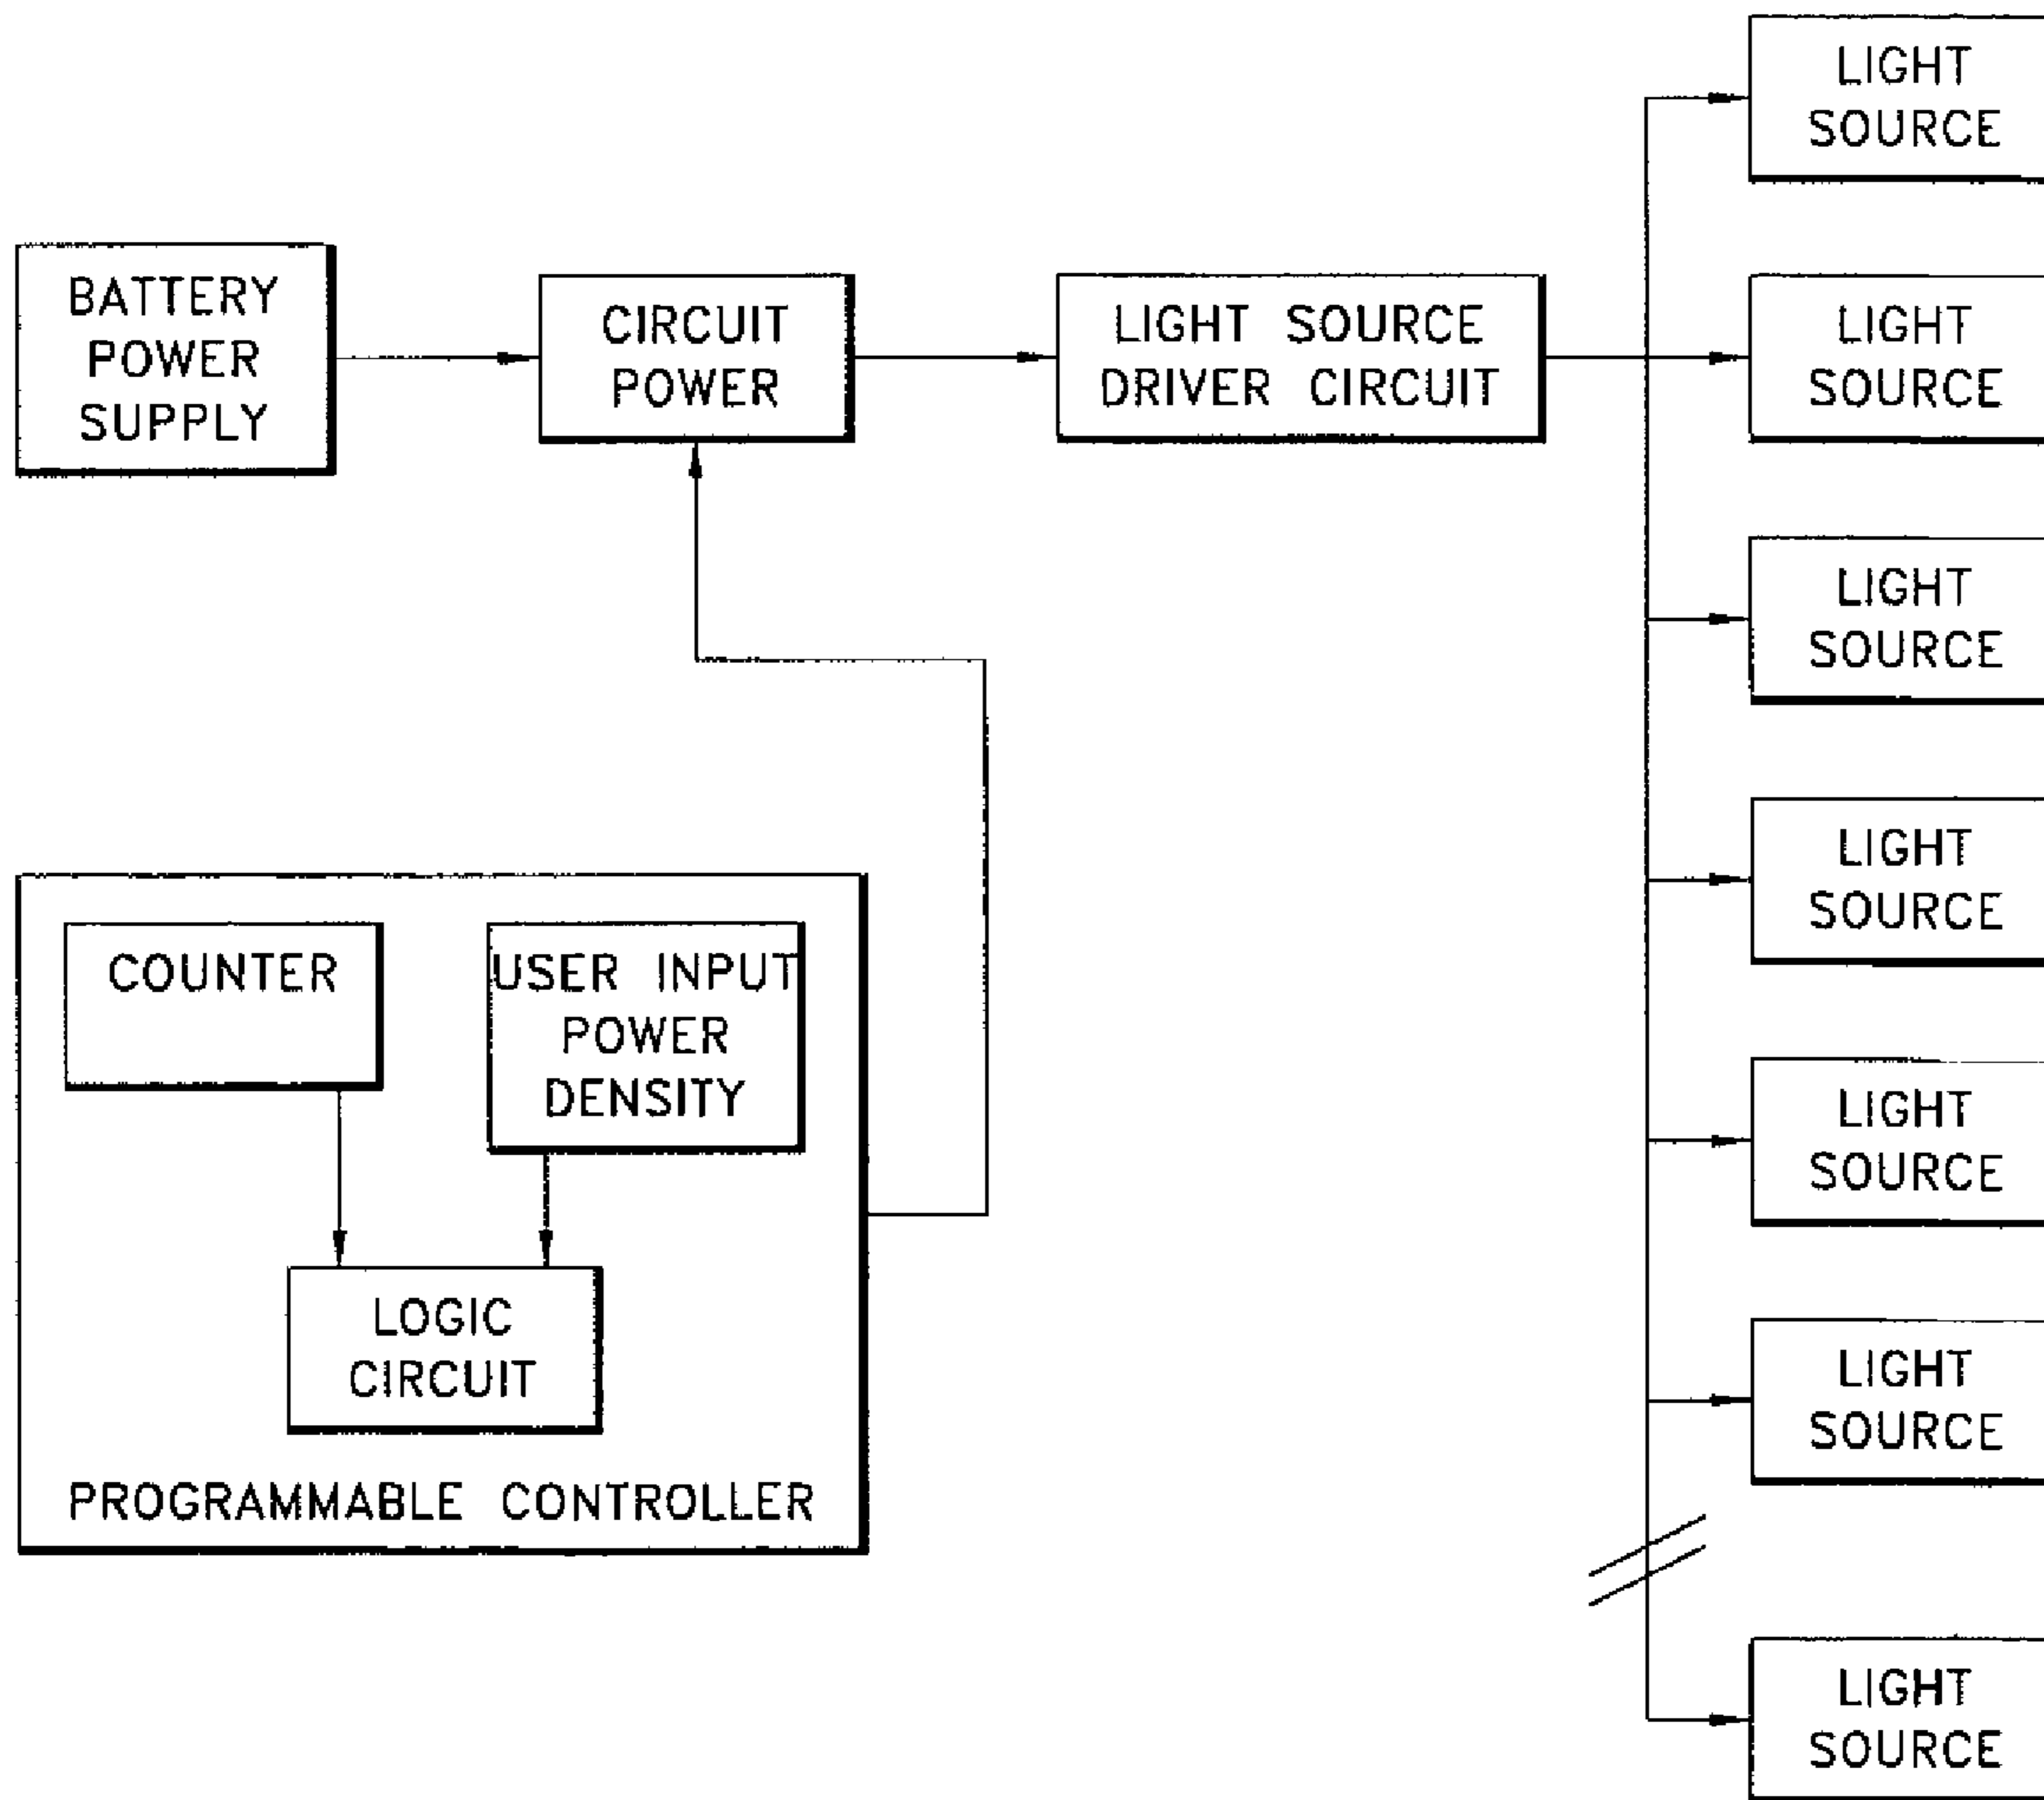 LIGHT
SOURCE
BATTERY
POWER
SUPPLY
CIRCUIT
POWER
LIGHT SOURCE
DRIVER CIRCUIT
LIGHT
SOURCE
LIGHT
SOURCE
LIGHT
SOURCE
COUNTER
USER INPUT
POWER
DENSITY
LIGHT
SOURCE
LOGIC
CIRCUIT
LIGHT
SOURCE
PROGRAMMABLE CONTROLLER
LIGHT
SOURCE